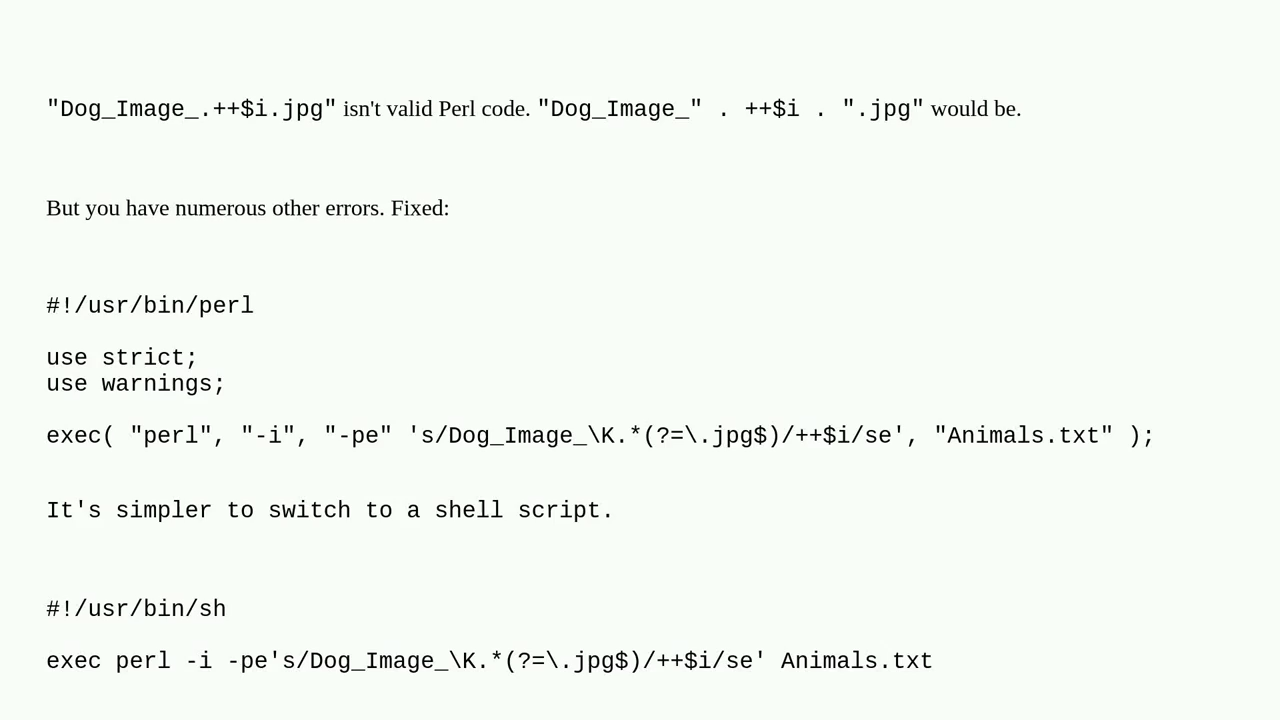 "Dog_Image_.++$i.jpg" isn't valid Perl code. "Dog_Image_" . ++$i . ".jpg" would be.
But you have numerous other errors. Fixed:
#!/usr/bin/perl
use strict;
use warnings;
exec( "perl", "-i", "-pe" 's/Dog_Image_\K.*(?=\.jpg$)/++$i/se', "Animals.txt" );
It's simpler to switch to a shell script.
#!/usr/bin/sh
exec perl -i -pe's/Dog_Image_\K.*(?=\.jpg$)/++$i/se' Animals.txt